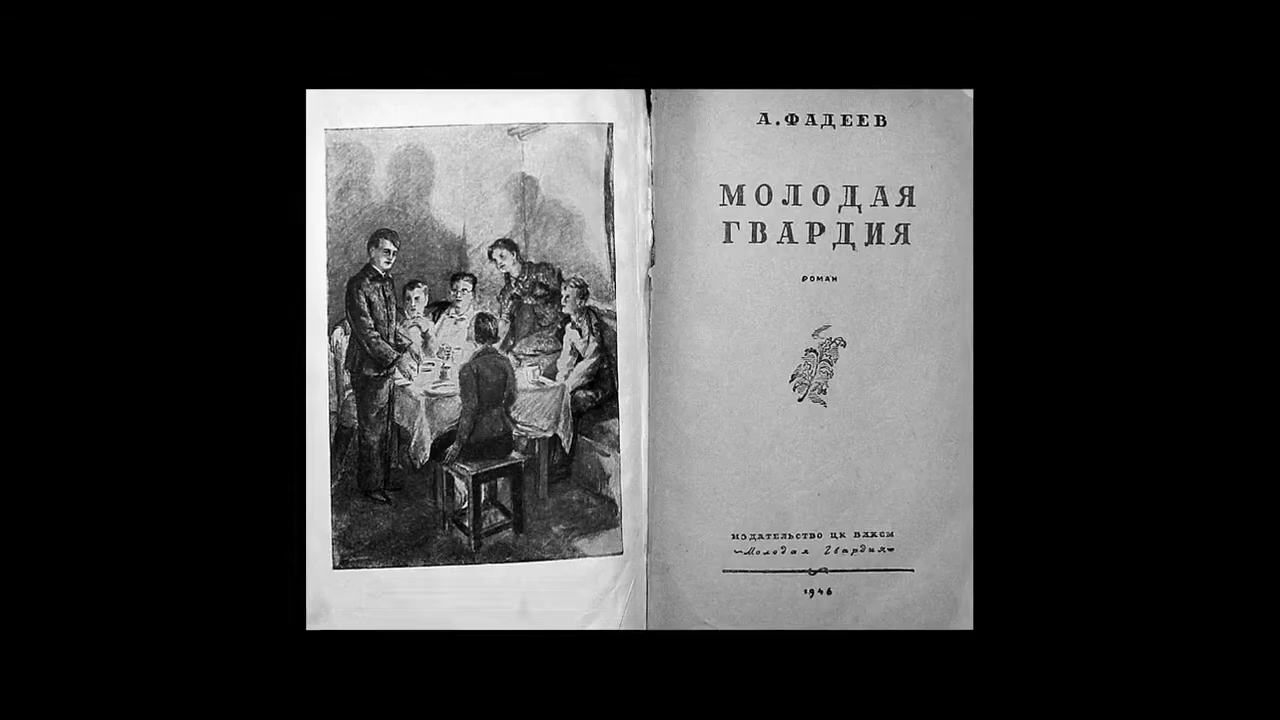 А. ФАДЕЕВ
МОЛОДАЯ
ГВАРДИЯ
РОМАН
ИЗДАТЕЛЬСТВО ЦК ВЛКСМ
Молодая Гвардия
1946